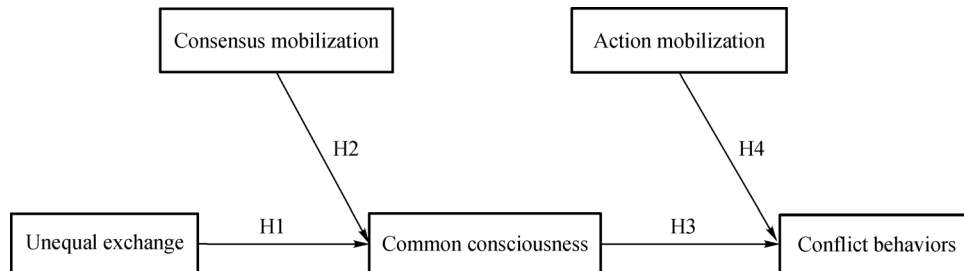 Consensus mobilization
Action mobilization
H2
H4
Unequal exchange
H1
Common consciousness
H3
Conflict behaviors